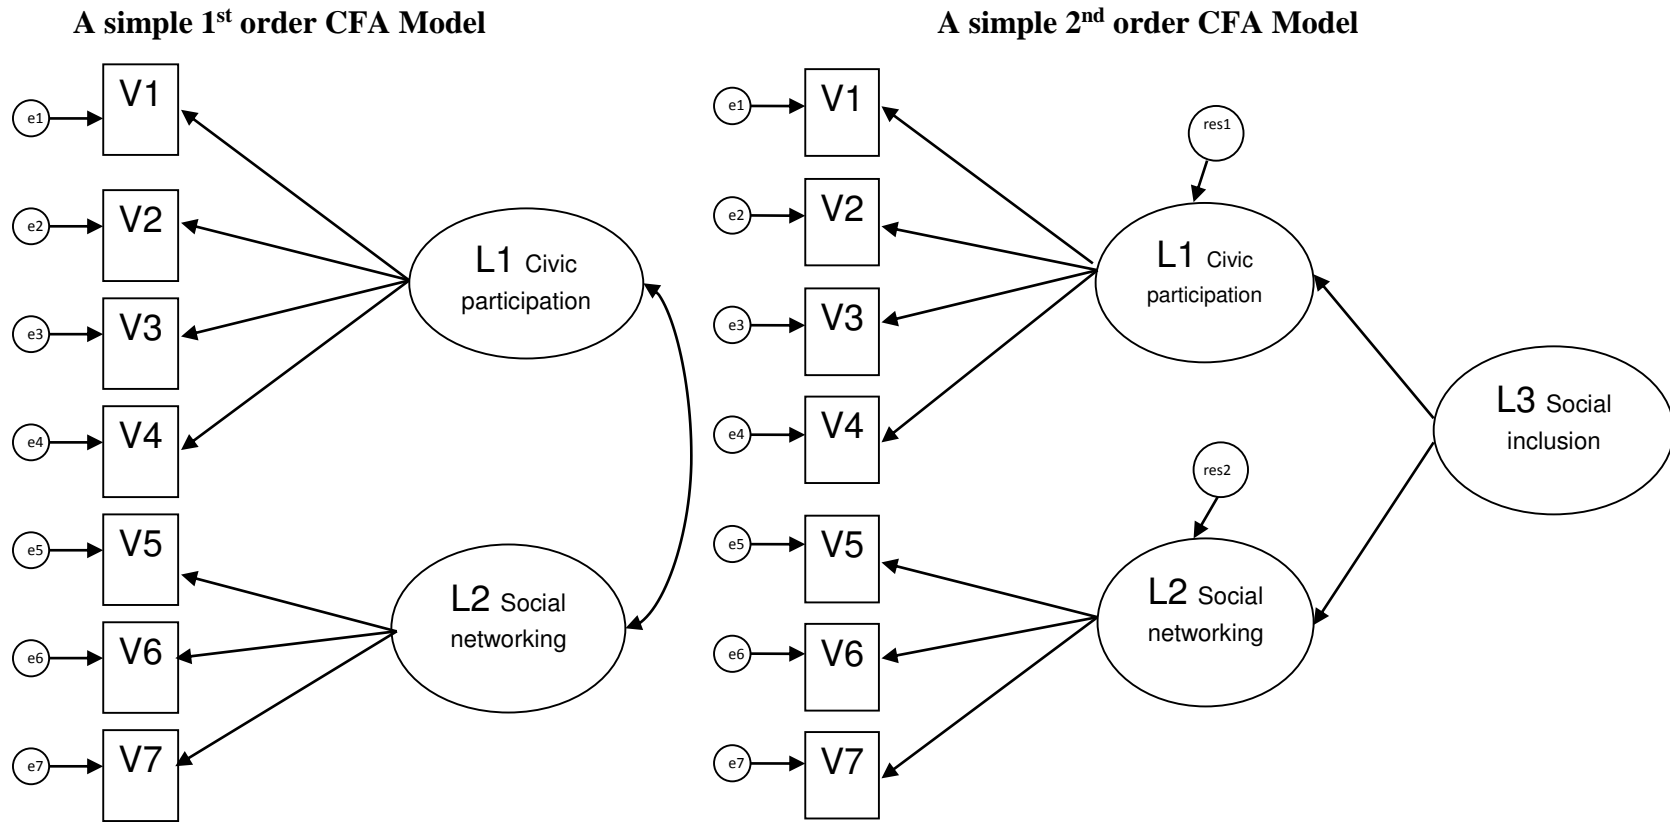 A simple 1st order CFA Model
V1
e1
V2
e2
V3
e3
V4
e4
V5
e5
V6
e6
V7
e7
L1 Civic
participation
L2 Social
networking
A simple 2nd order CFA Model
V1
e1
V2
e2
V3
e3
V4
e4
V5
e5
V6
e6
V7
e7
res1
L1 Civic
participation
res2
L2 Social
networking
L3 Social
inclusion